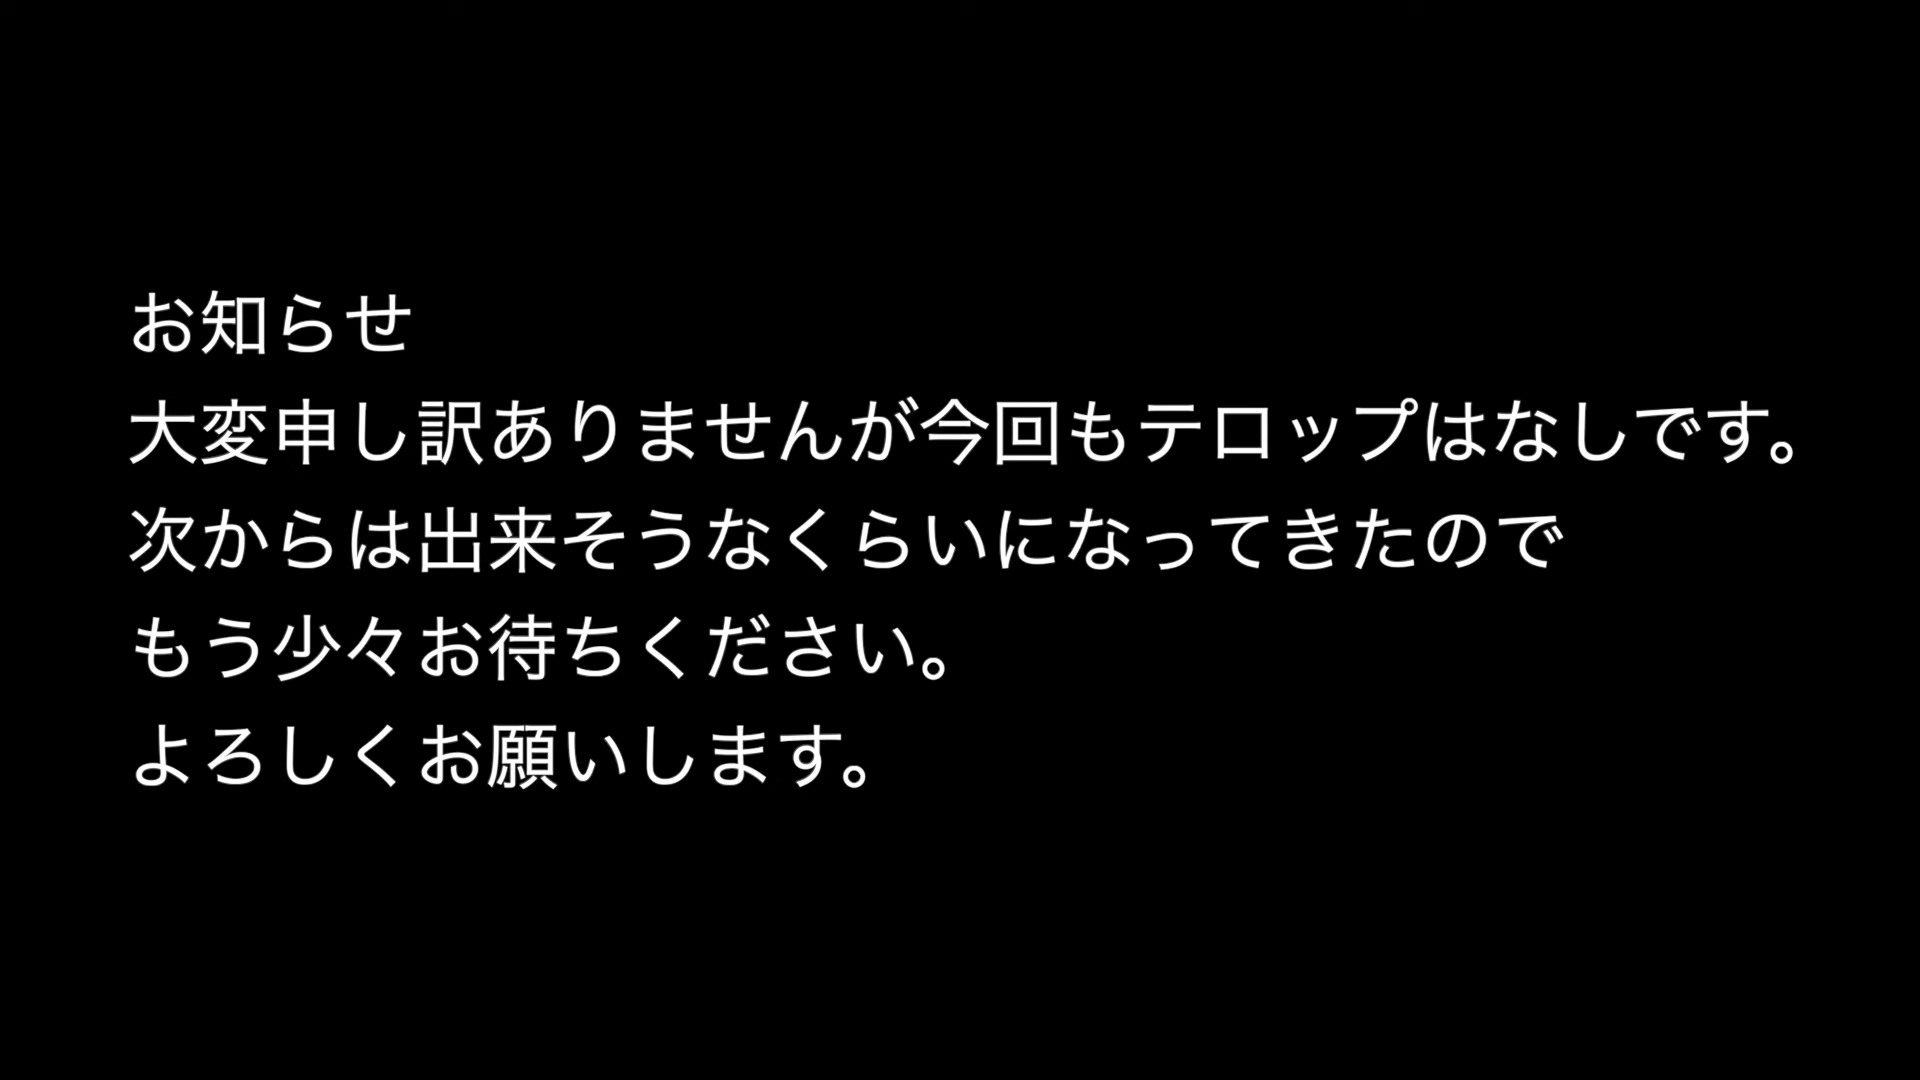 お知らせ
大変申し訳ありませんが今回もテロップはなしです。
次からは出来そうなくらいになってきたので
もう少々お待ちください。
よろしくお願いします。